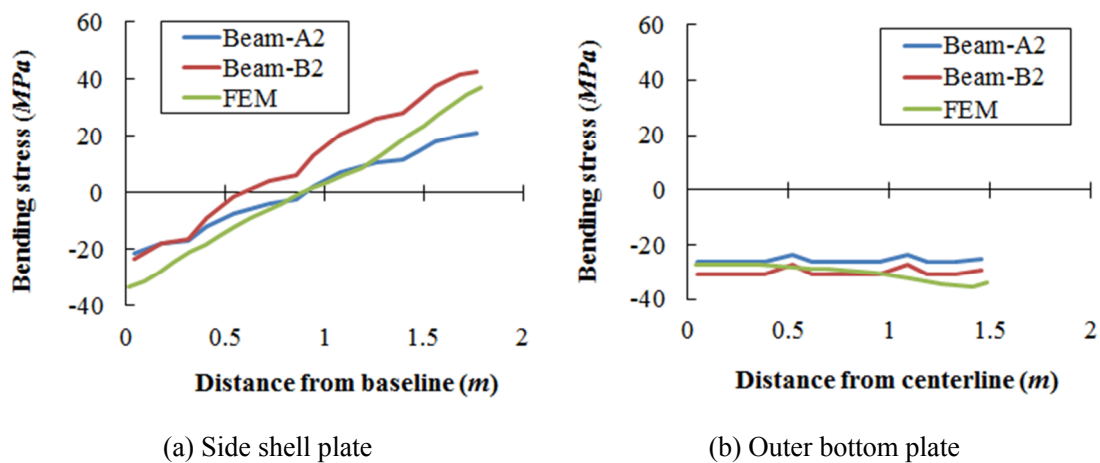 60
40
20
0
-20
-40
Bending stress (MPa)
Beam-A2
Beam-B2
FEM
0
0.5
1
1.5
2
Distance from baseline (m)
(a) Side shell plate
60
40
20
0
-20
-40
Bending stress (MPa)
Beam-A2
Beam-B2
FEM
0
0.5
1
1.5
2
Distance from centerline (m)
(b) Outer bottom plate